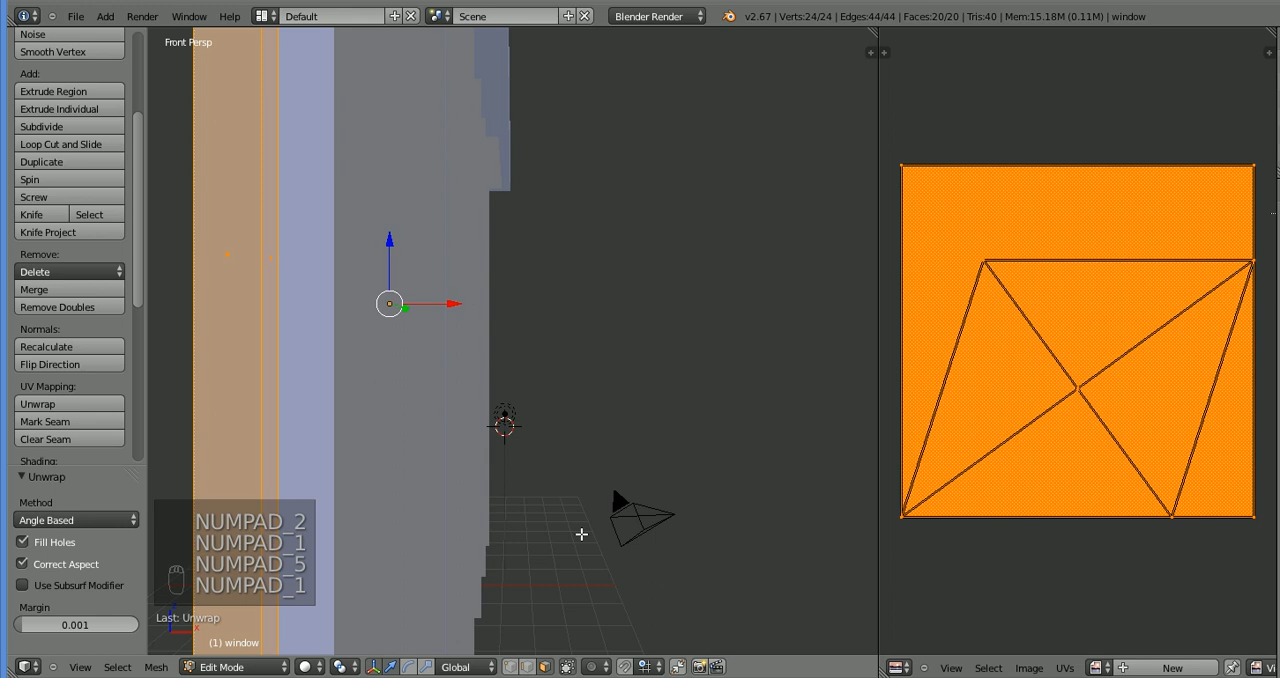 File Add Render Window Help Default Scene Blender Render v2.67 | Verts:24/24 | Edges:44/44 | Faces:20/20 | Tris:40 | Mem:15.18M (0.11M) | window
Noise
Smooth Vertex
Add:
Extrude Region
Extrude Individual
Subdivide
Loop Cut and Slide
Duplicate
Spin
Screw
Knife Select
Knife Project
Remove:
Delete
Merge
Remove Doubles
Normals:
Recalculate
Flip Direction
UV Mapping:
Unwrap
Mark Seam
Clear Seam
Shading:
Unwrap
Method
Angle Based
Fill Holes
Correct Aspect
Use Subsurf Modifier
Margin
0.001
Front Persp
NUMPAD_2
NUMPAD_1
NUMPAD_5
NUMPAD_1
Last: Unwrap
(1) window
View Select Mesh Edit Mode Global
View Select Image UVs New Vi